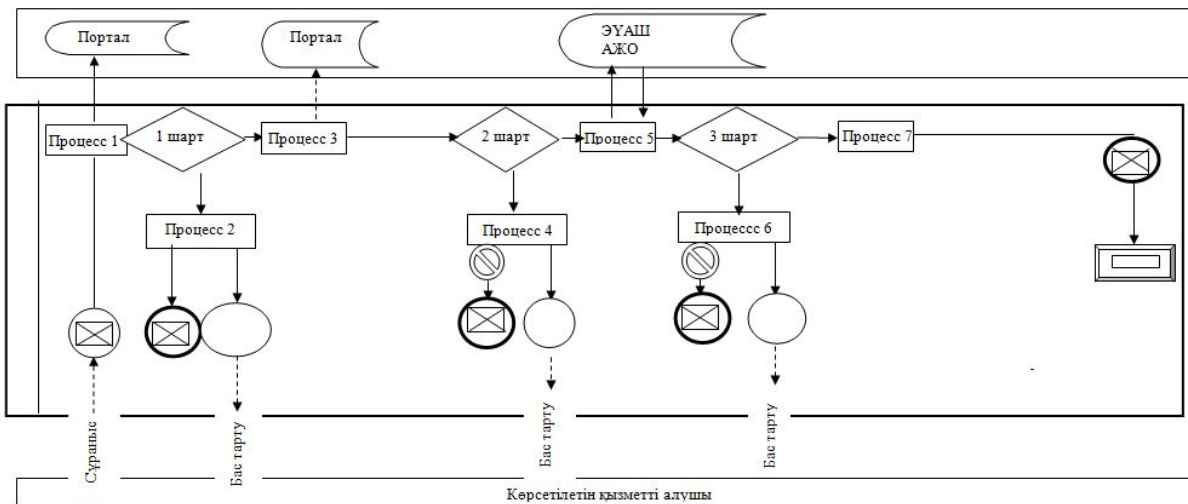 Портал
Портал
ЭҮАШ
АЖО
Процесс 1
1 шарт
Процесс 3
2 шарт
Процесс 5
3 шарт
Процесс 7
Процесс 2
Процесс 4
Процессс 6
Сұраныс
Бас тарту
Бас тарту
Бас тарту
Көрсетілетін қызметті алушы